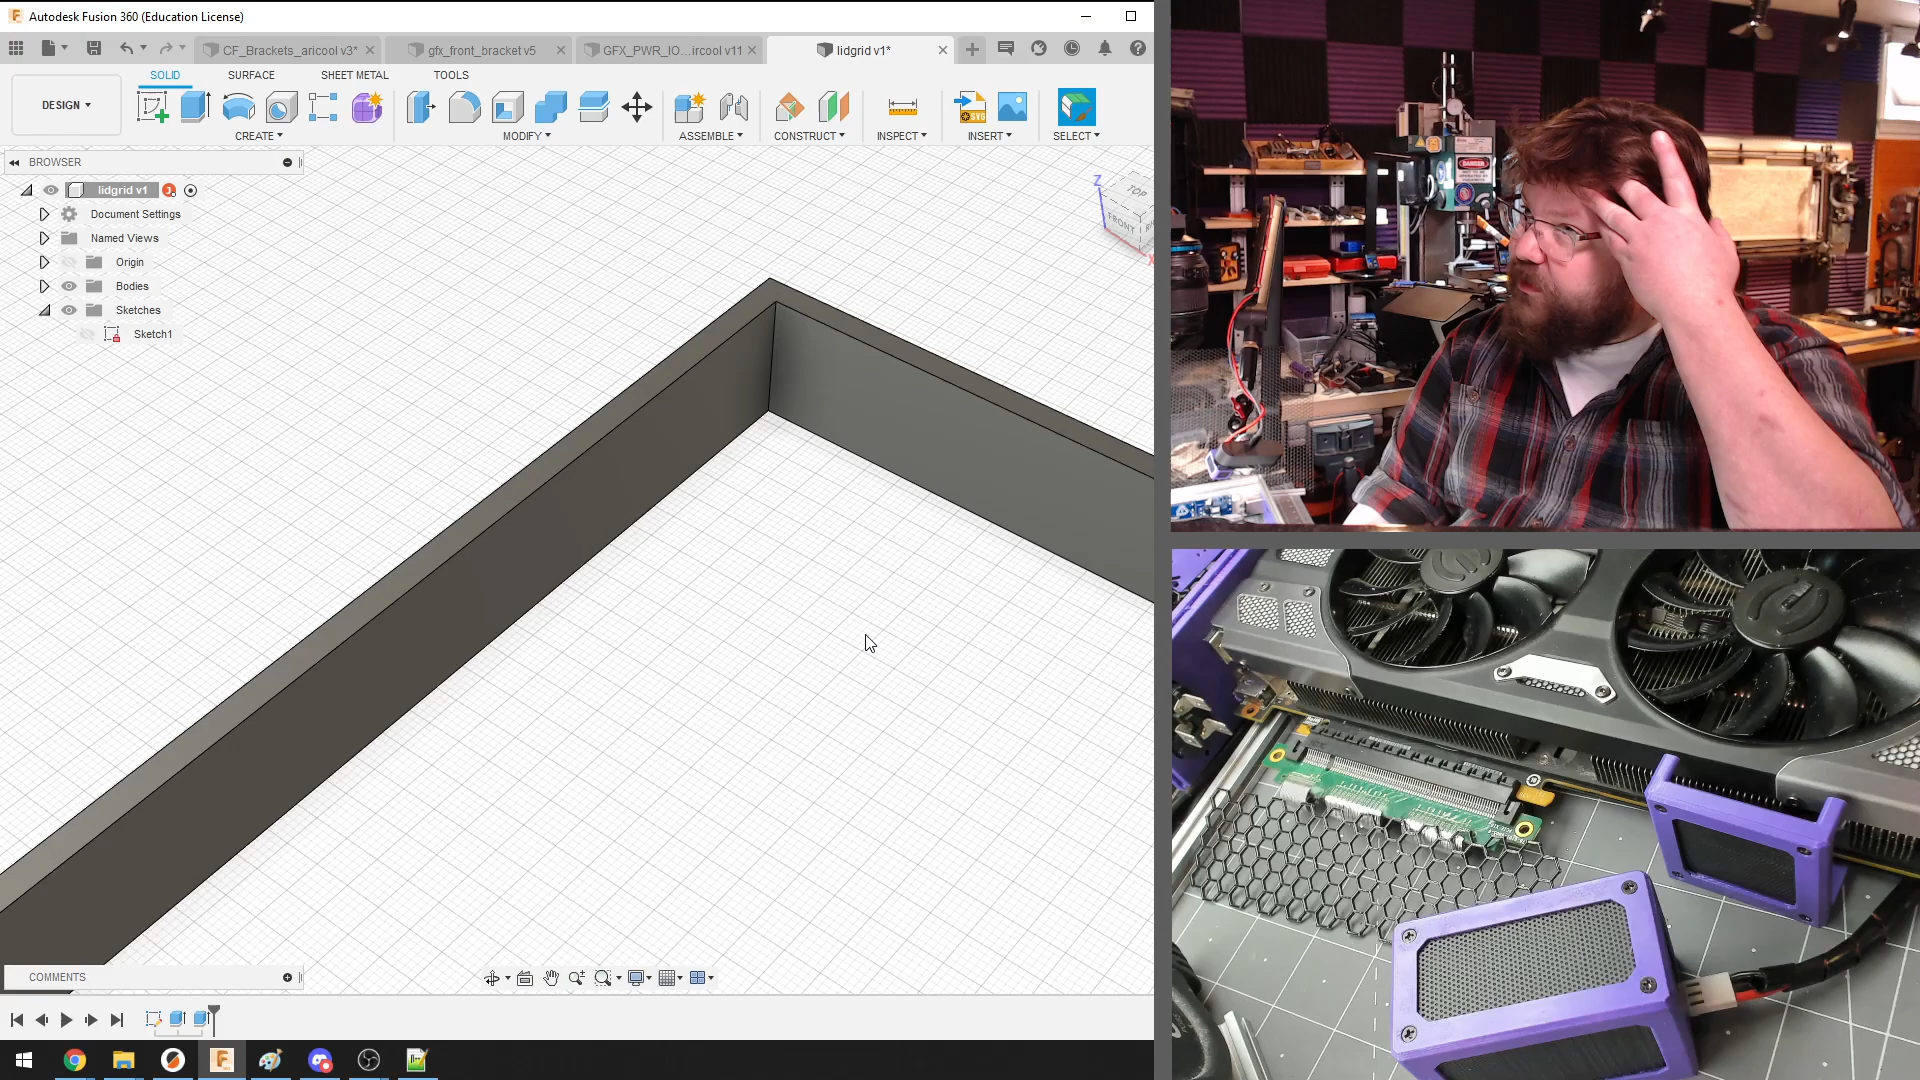 Autodesk Fusion 360 (Education License)
CF_Brackets_aricool v3*
gfx_front_bracket v5
GFX_PWR_IO...ircool v11
lidgrid v1*
SOLID
SURFACE
SHEET METAL
TOOLS
DESIGN
CREATE
MODIFY
ASSEMBLE
CONSTRUCT
INSPECT
INSERT
SELECT
BROWSER
lidgrid v1
Document Settings
Named Views
Origin
Bodies
Sketches
Sketch1
Z
TOP
FRONT
X
DANGER
COMMENTS